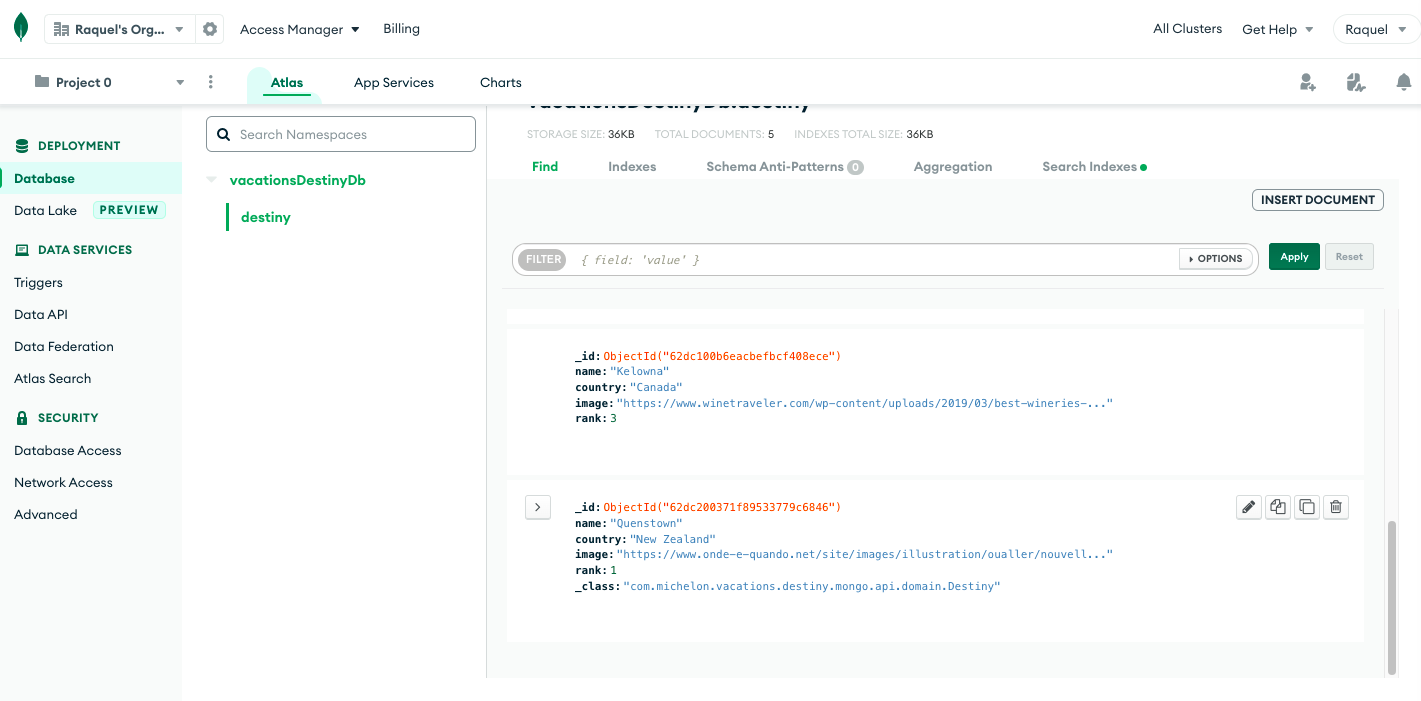 Raquel's Org... Access Manager Billing All Clusters Get Help Raquel
Project 0 Atlas App Services Charts
vacationsDestinyDb.destiny
Search Namespaces
STORAGE SIZE: 36KB TOTAL DOCUMENTS: 5 INDEXES TOTAL SIZE: 36KB
DEPLOYMENT
Find Indexes Schema Anti-Patterns 0 Aggregation Search Indexes
Database
vacationsDestinyDb
INSERT DOCUMENT
Data Lake PREVIEW
destiny
DATA SERVICES
FILTER { field: 'value' } OPTIONS Apply Reset
Triggers
Data API
Data Federation
Atlas Search
SECURITY
Database Access
Network Access
Advanced
_id: ObjectId("62dc100b6eacbefbcf408ece")
name: "Kelowna"
country: "Canada"
image: "https://www.winetraveler.com/wp-content/uploads/2019/03/best-wineries-..."
rank: 3
_id: ObjectId("62dc200371f89533779c6846")
name: "Quenstown"
country: "New Zealand"
image: "https://www.onde-e-quando.net/site/images/illustration/oualler/nouvell..."
rank: 1
_class: "com.michelon.vacations.destiny.mongo.api.domain.Destiny"